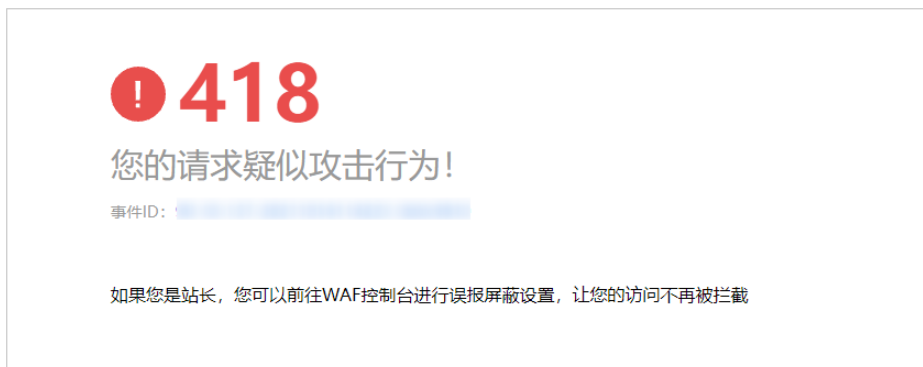 ! 418
您的请求疑似攻击行为！
事件ID：
如果您是站长，您可以前往WAF控制台进行误报屏蔽设置，让您的访问不再被拦截